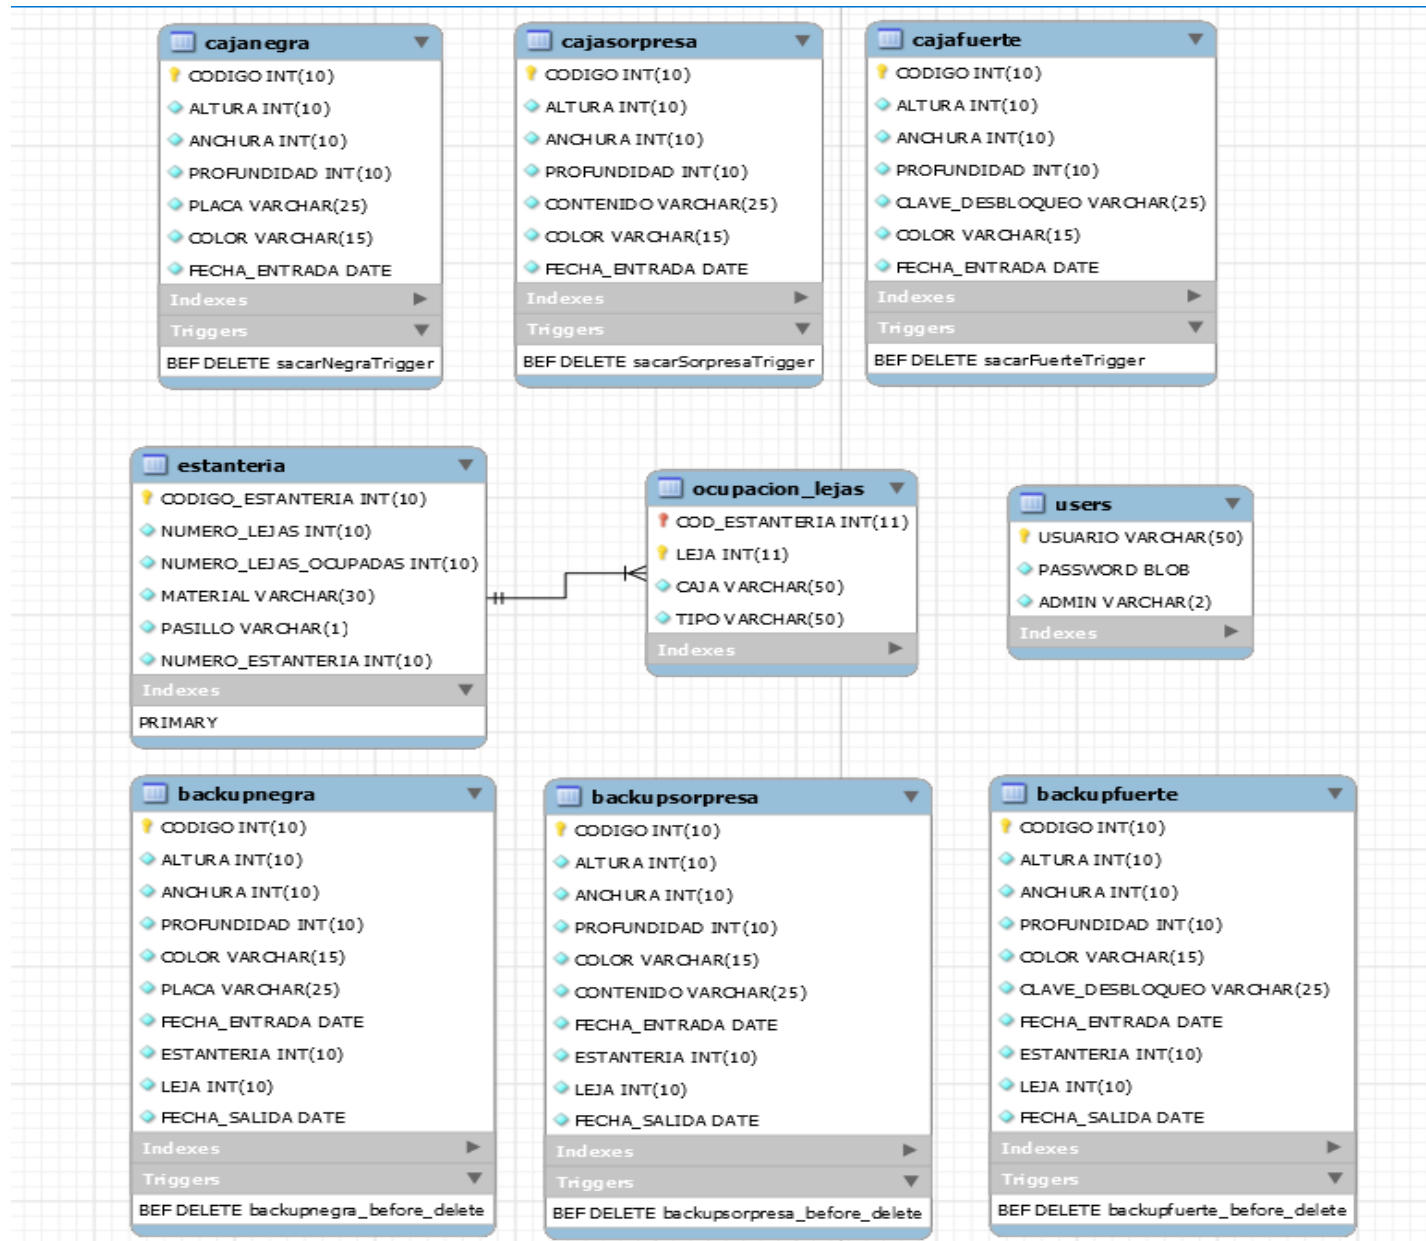 cajanegra
CODIGO INT(10)
ALTURA INT(10)
ANCHURA INT(10)
PROFUNDIDAD INT(10)
PLACA VARCHAR(25)
COLOR VARCHAR(15)
FECHA_ENTRADA DATE
Indexes
Triggers
BEF DELETE sacarNegraTrigger
cajasorpresa
CODIGO INT(10)
ALTURA INT(10)
ANCHURA INT(10)
PROFUNDIDAD INT(10)
CONTENIDO VARCHAR(25)
COLOR VARCHAR(15)
FECHA_ENTRADA DATE
Indexes
Triggers
BEF DELETE sacarSorpresaTrigger
cajafuerte
CODIGO INT(10)
ALTURA INT(10)
ANCHURA INT(10)
PROFUNDIDAD INT(10)
CLAVE_DESBLOQUEO VARCHAR(25)
COLOR VARCHAR(15)
FECHA_ENTRADA DATE
Indexes
Triggers
BEF DELETE sacarFuerteTrigger
estanteria
CODIGO_ESTANTERIA INT(10)
NUMERO_LEJAS INT(10)
NUMERO_LEJAS_OCUPADAS INT(10)
MATERIAL VARCHAR(30)
PASILLO VARCHAR(1)
NUMERO_ESTANTERIA INT(10)
Indexes
PRIMARY
ocupacion_lejas
COD_ESTANTERIA INT(11)
LEJA INT(11)
CAJA VARCHAR(50)
TIPO VARCHAR(50)
Indexes
users
USUARIO VARCHAR(50)
PASSWORD BLOB
ADMIN VARCHAR(2)
Indexes
backupnegra
CODIGO INT(10)
ALTURA INT(10)
ANCHURA INT(10)
PROFUNDIDAD INT(10)
COLOR VARCHAR(15)
PLACA VARCHAR(25)
FECHA_ENTRADA DATE
ESTANTERIA INT(10)
LEJA INT(10)
FECHA_SALIDA DATE
Indexes
Triggers
BEF DELETE backupnegra_before_delete
backupsorpresa
CODIGO INT(10)
ALTURA INT(10)
ANCHURA INT(10)
PROFUNDIDAD INT(10)
COLOR VARCHAR(15)
CONTENIDO VARCHAR(25)
FECHA_ENTRADA DATE
ESTANTERIA INT(10)
LEJA INT(10)
FECHA_SALIDA DATE
Indexes
Triggers
BEF DELETE backupsorpresa_before_delete
backupfuerte
CODIGO INT(10)
ALTURA INT(10)
ANCHURA INT(10)
PROFUNDIDAD INT(10)
COLOR VARCHAR(15)
CLAVE_DESBLOQUEO VARCHAR(25)
FECHA_ENTRADA DATE
ESTANTERIA INT(10)
LEJA INT(10)
FECHA_SALIDA DATE
Indexes
Triggers
BEF DELETE backupfuerte_before_delete